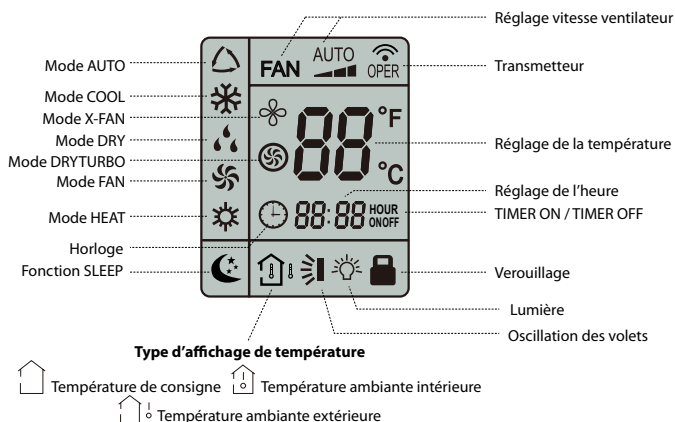 Réglage vitesse ventilateur
AUTO
FAN
OPER
Mode AUTO
Transmetteur
Mode COOL
Mode X-FAN
°F
Mode DRY
88
Réglage de la température
Mode DRYTURBO
°C
Mode FAN
Réglage de l'heure
Mode HEAT
88:88 HOUR
ONOFF
TIMER ON / TIMER OFF
Horloge
Fonction SLEEP
Verouillage
Lumière
Oscillation des volets
Type d'affichage de température
Température de consigne
Température ambiante intérieure
Température ambiante extérieure